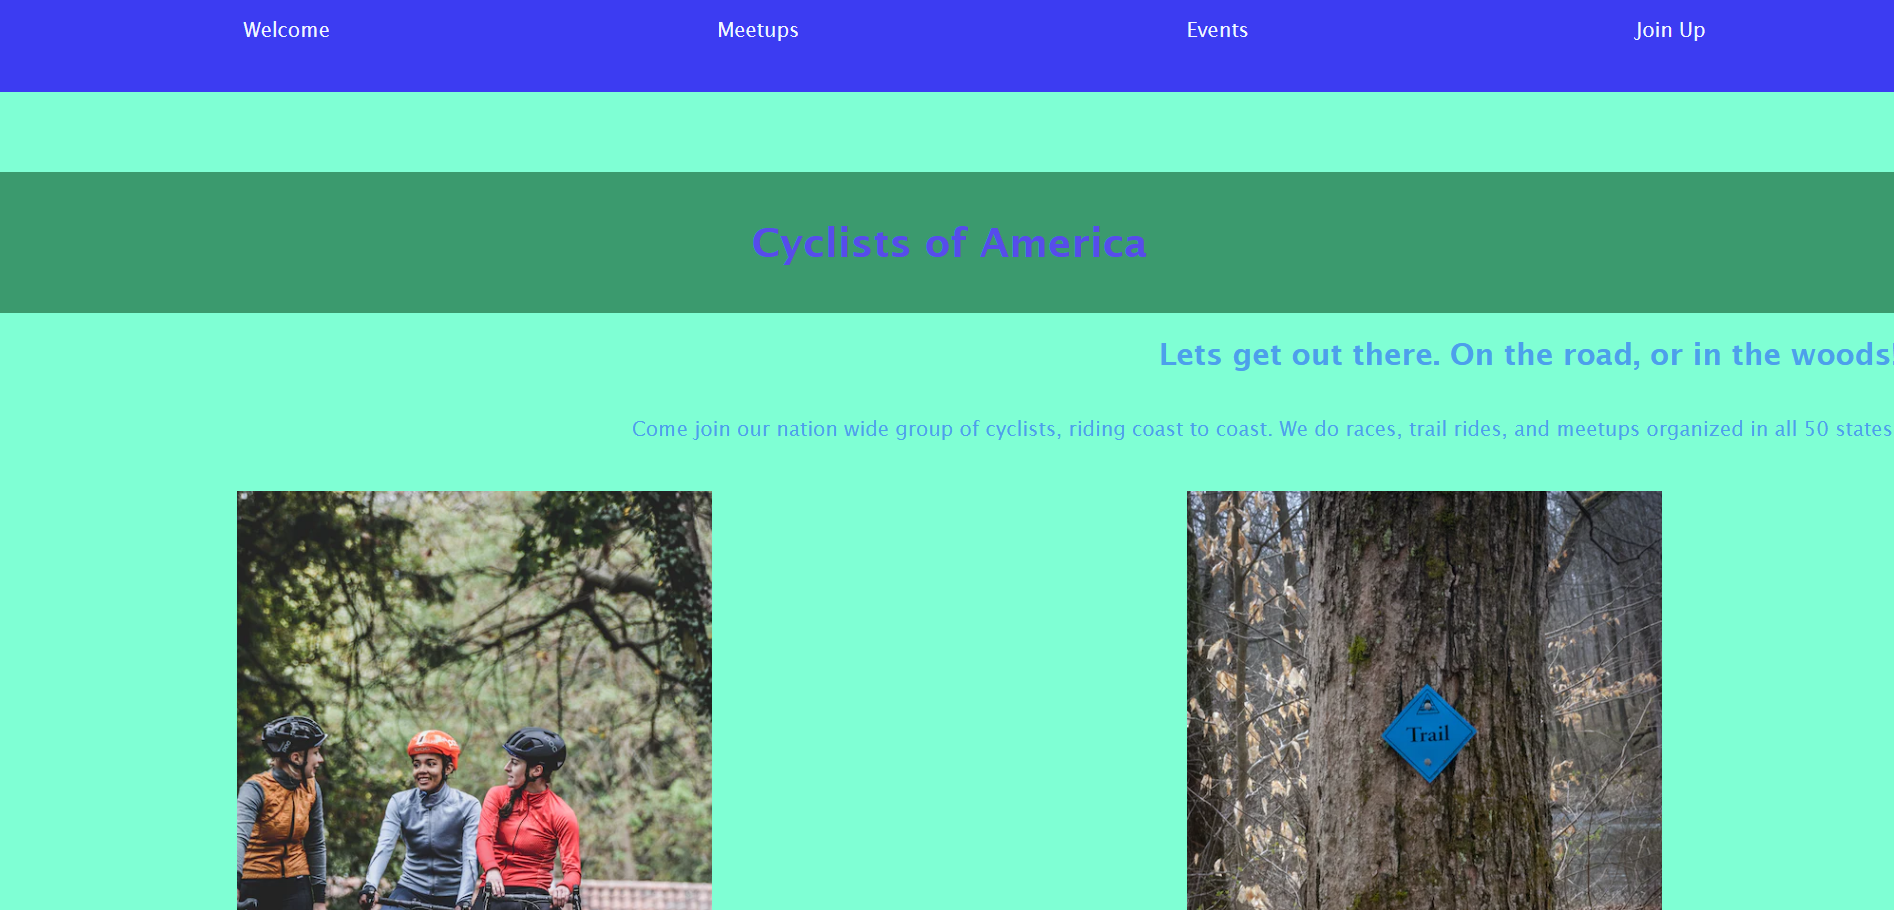 Welcome Meetups Events Join Up
Cyclists of America
Lets get out there. On the road, or in the woods!
Come join our nation wide group of cyclists, riding coast to coast. We do races, trail rides, and meetups organized in all 50 states
Trail